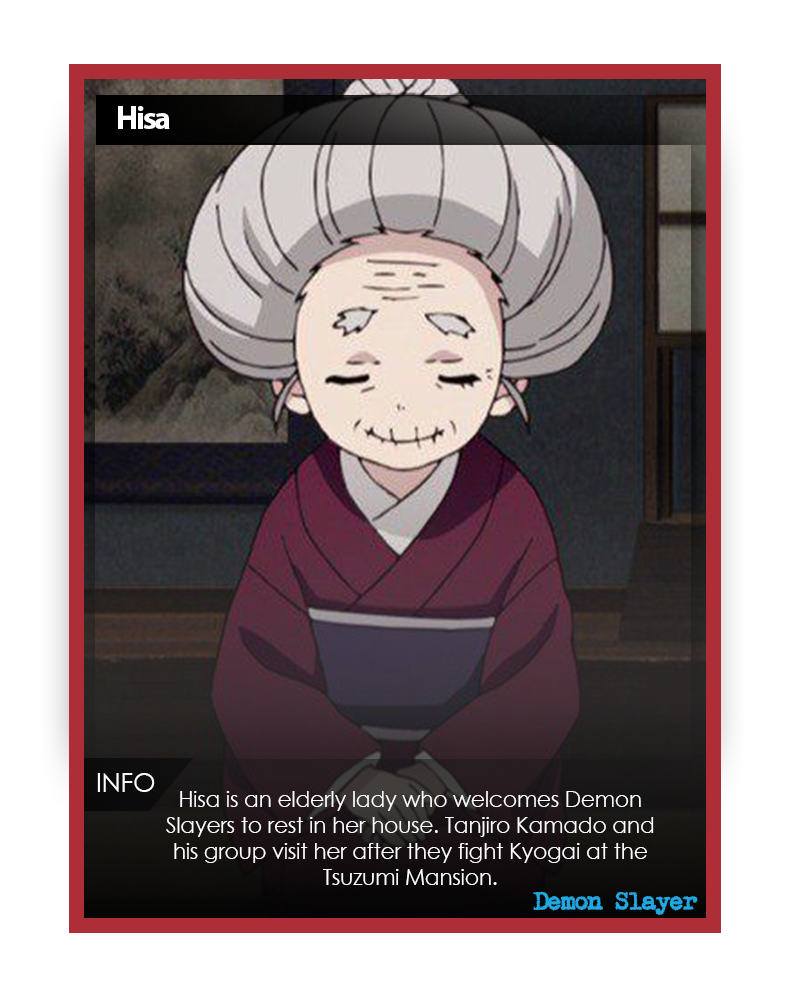 Hisa
INFO
Hisa is an elderly lady who welcomes Demon
Slayers to rest in her house. Tanjiro Kamado and
his group visit her after they fight Kyogai at the
Tsuzumi Mansion.
Demon Slayer